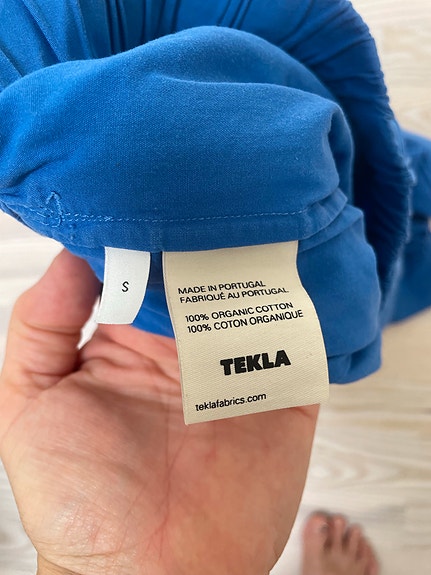 S
MADE IN PORTUGAL
FABRIQUÉ AU PORTUGAL
100% ORGANIC COTTON
100% COTON ORGANIQUE
TEKLA
teklafabrics.com